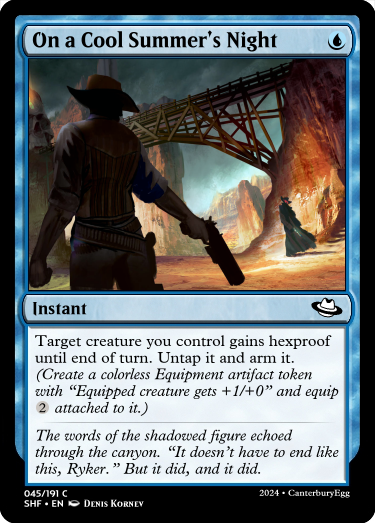 On a Cool Summer's Night
Instant
Target creature you control gains hexproof
until end of turn. Untap it and arm it.
(Create a colorless Equipment artifact token
with “Equipped creature gets +1/+0” and equip
2 attached to it.)
The words of the shadowed figure echoed
through the canyon. “It doesn't have to end like
this, Ryker.” But it did, and it did.
045/191 C
SHF • EN Denis Kornev
2024 • CanterburyEgg